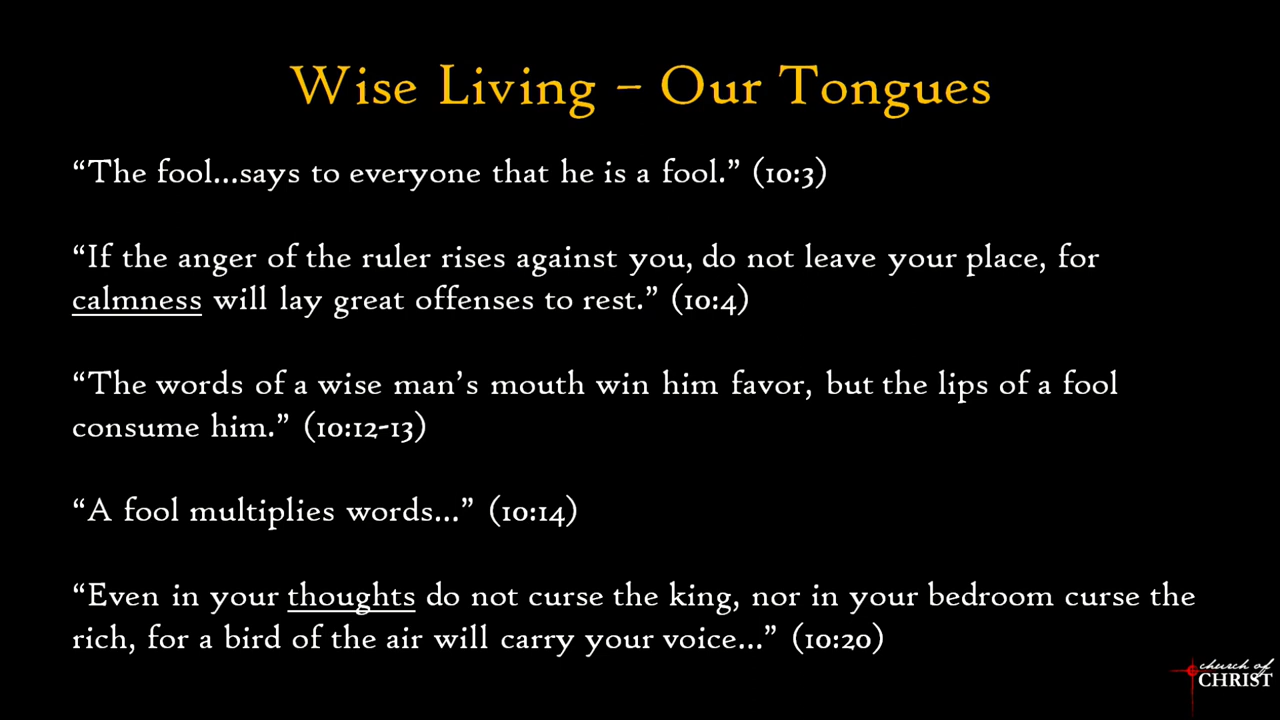 Wise Living – Our Tongues
“The fool...says to everyone that he is a fool.” (10:3)
“If the anger of the ruler rises against you, do not leave your place, for
calmness will lay great offenses to rest.” (10:4)
“The words of a wise man’s mouth win him favor, but the lips of a fool
consume him.” (10:12-13)
“A fool multiplies words...” (10:14)
“Even in your thoughts do not curse the king, nor in your bedroom curse the
rich, for a bird of the air will carry your voice...” (10:20)
church of
CHRIST